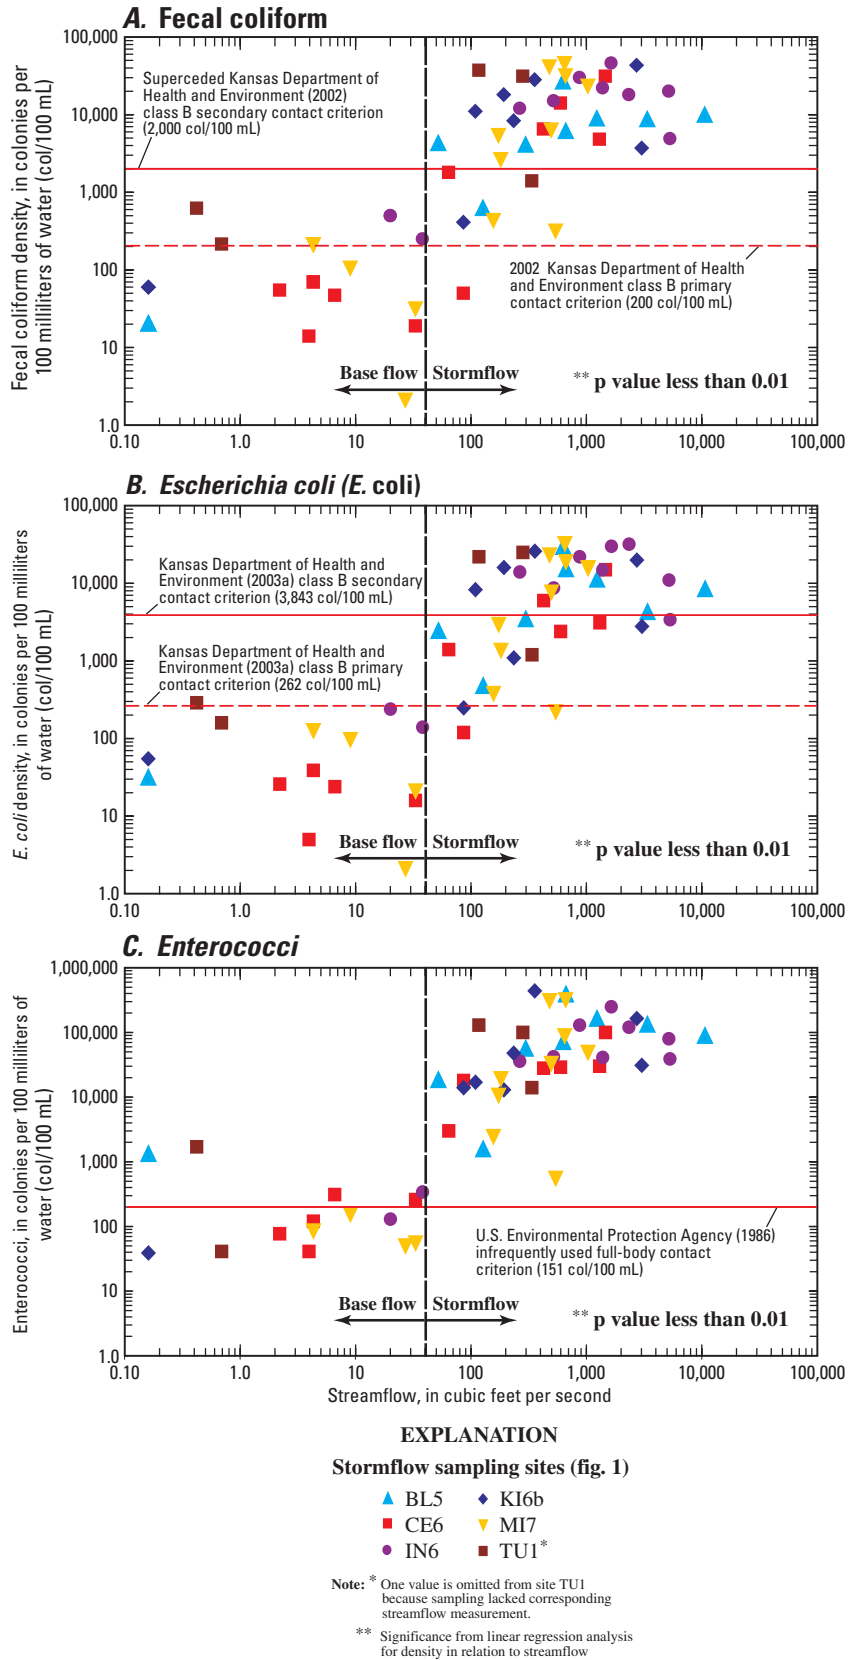 A. Fecal coliform
Fecal coliform density, in colonies per
100 milliliters of water (col/100 mL)
100,000
10,000
1,000
100
10
1.0
Superceded Kansas Department of
Health and Environment (2002)
class B secondary contact criterion
(2,000 col/100 mL)
2002 Kansas Department of Health
and Environment class B primary
contact criterion (200 col/100 mL)
Base flow
Stormflow
** p value less than 0.01
0.10
1.0
10
100
1,000
10,000
100,000
B. Escherichia coli (E. coli)
E. coli density, in colonies per 100 milliliters
of water (col/100 mL)
100,000
10,000
1,000
100
10
1.0
Kansas Department of Health and
Environment (2003a) class B secondary
contact criterion (3,843 col/100 mL)
Kansas Department of Health and
Environment (2003a) class B primary
contact criterion (262 col/100 mL)
Base flow
Stormflow
** p value less than 0.01
0.10
1.0
10
100
1,000
10,000
100,000
C. Enterococci
Enterococci, in colonies per 100 milliliters of
water (col/100 mL)
1,000,000
100,000
10,000
1,000
100
10
1.0
U.S. Environmental Protection Agency (1986)
infrequently used full-body contact
criterion (151 col/100 mL)
Base flow
Stormflow
** p value less than 0.01
0.10
1.0
10
100
1,000
10,000
100,000
Streamflow, in cubic feet per second
EXPLANATION
Stormflow sampling sites (fig. 1)
BL5
KI6b
CE6
MI7
IN6
TU1*
Note: * One value is omitted from site TU1
because sampling lacked corresponding
streamflow measurement.
** Significance from linear regression analysis
for density in relation to streamflow